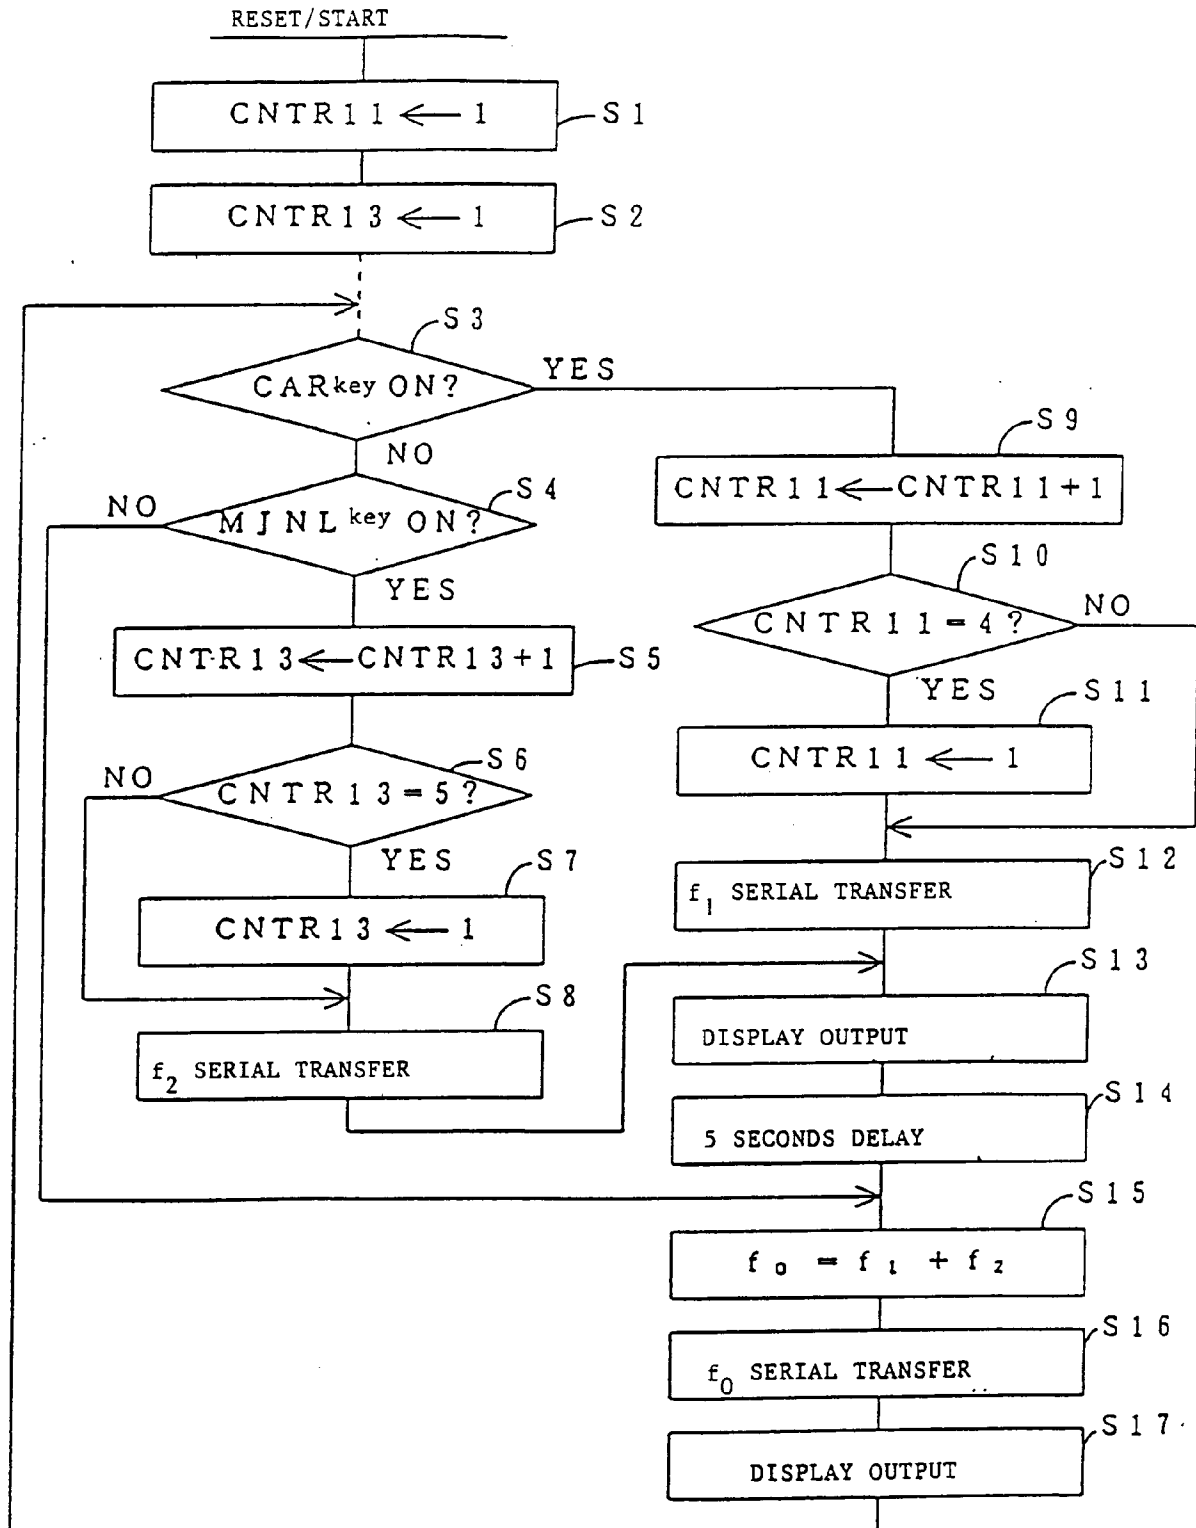 RESET/START
CNTR11 ← 1
S1
CNTR13 ← 1
S2
S3
CARkey ON?
YES
NO
S4
NO
MJNL key ON?
YES
CNTR13 ← CNTR13+1
S5
S6
NO
CNTR13=5?
YES
S7
CNTR13 ← 1
S8
f2 SERIAL TRANSFER
S9
CNTR11 ← CNTR11+1
S10
CNTR11=4?
NO
YES
S11
CNTR11 ← 1
S12
f1 SERIAL TRANSFER
S13
DISPLAY OUTPUT
S14
5 SECONDS DELAY
S15
f0 = f1 + f2
S16
f0 SERIAL TRANSFER
S17
DISPLAY OUTPUT